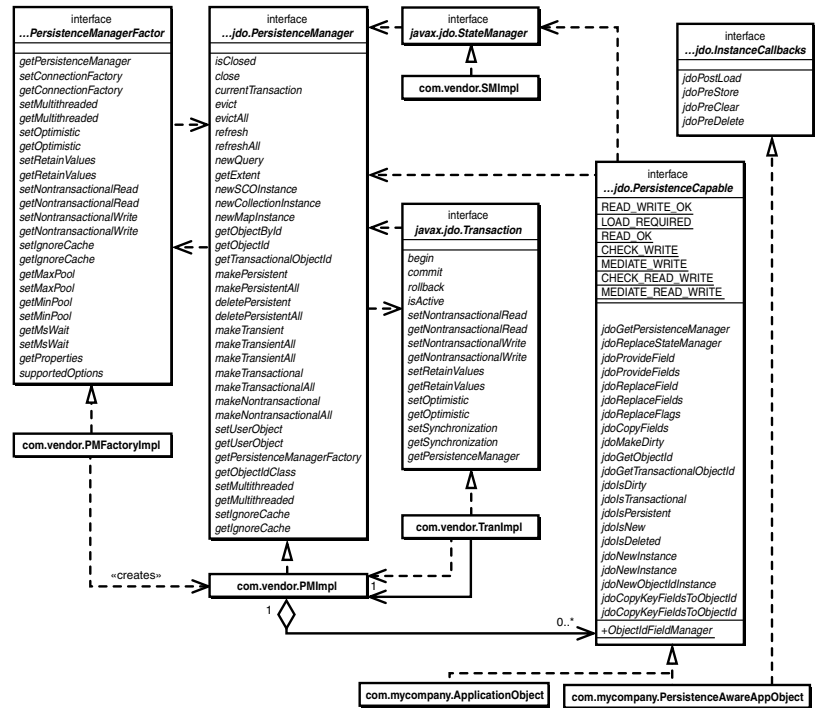 interface
...PersistenceManagerFactor
getPersistenceManager
setConnectionFactory
getConnectionFactory
setMultithreaded
getMultithreaded
setOptimistic
getOptimistic
setRetainValues
getRetainValues
setNontransactionalRead
getNontransactionalRead
setNontransactionalWrite
getNontransactionalWrite
setIgnoreCache
getIgnoreCache
getMaxPool
setMaxPool
getMinPool
setMinPool
getMsWait
setMsWait
getProperties
supportedOptions
com.vendor.PMFactoryImpl
interface
...jdo.PersistenceManager
isClosed
close
currentTransaction
evict
evictAll
refresh
refreshAll
newQuery
getExtent
newSCOInstance
newCollectionInstance
newMapInstance
getObjectById
getObjectId
getTransactionalObjectId
makePersistent
makePersistentAll
deletePersistent
deletePersistentAll
makeTransient
makeTransientAll
makeTransientAll
makeTransactional
makeTransactionalAll
makeNontransactional
makeNontransactionalAll
setUserObject
getUserObject
getPersistenceManagerFactory
getObjectIdClass
setMultithreaded
getMultithreaded
setIgnoreCache
getIgnoreCache
«creates»
com.vendor.PMImpl
1
1
interface
javax.jdo.StateManager
com.vendor.SMImpl
interface
javax.jdo.Transaction
begin
commit
rollback
isActive
setNontransactionalRead
getNontransactionalRead
setNontransactionalWrite
getNontransactionalWrite
setRetainValues
getRetainValues
setOptimistic
getOptimistic
setSynchronization
getSynchronization
getPersistenceManager
com.vendor.TranImpl
interface
...jdo.InstanceCallbacks
jdoPostLoad
jdoPreStore
jdoPreClear
jdoPreDelete
interface
...jdo.PersistenceCapable
READ_WRITE_OK
LOAD_REQUIRED
READ_OK
CHECK_WRITE
MEDIATE_WRITE
CHECK_READ_WRITE
MEDIATE_READ_WRITE
jdoGetPersistenceManager
jdoReplaceStateManager
jdoProvideField
jdoProvideFields
jdoReplaceField
jdoReplaceFields
jdoReplaceFlags
jdoCopyFields
jdoMakeDirty
jdoGetObjectId
jdoGetTransactionalObjectId
jdoIsDirty
jdoIsTransactional
jdoIsPersistent
jdoIsNew
jdoIsDeleted
jdoNewInstance
jdoNewInstance
jdoNewObjectIdInstance
jdoCopyKeyFieldsToObjectId
jdoCopyKeyFieldsToObjectId
+ObjectIdFieldManager
0..*
com.mycompany.ApplicationObject
com.mycompany.PersistenceAwareAppObject